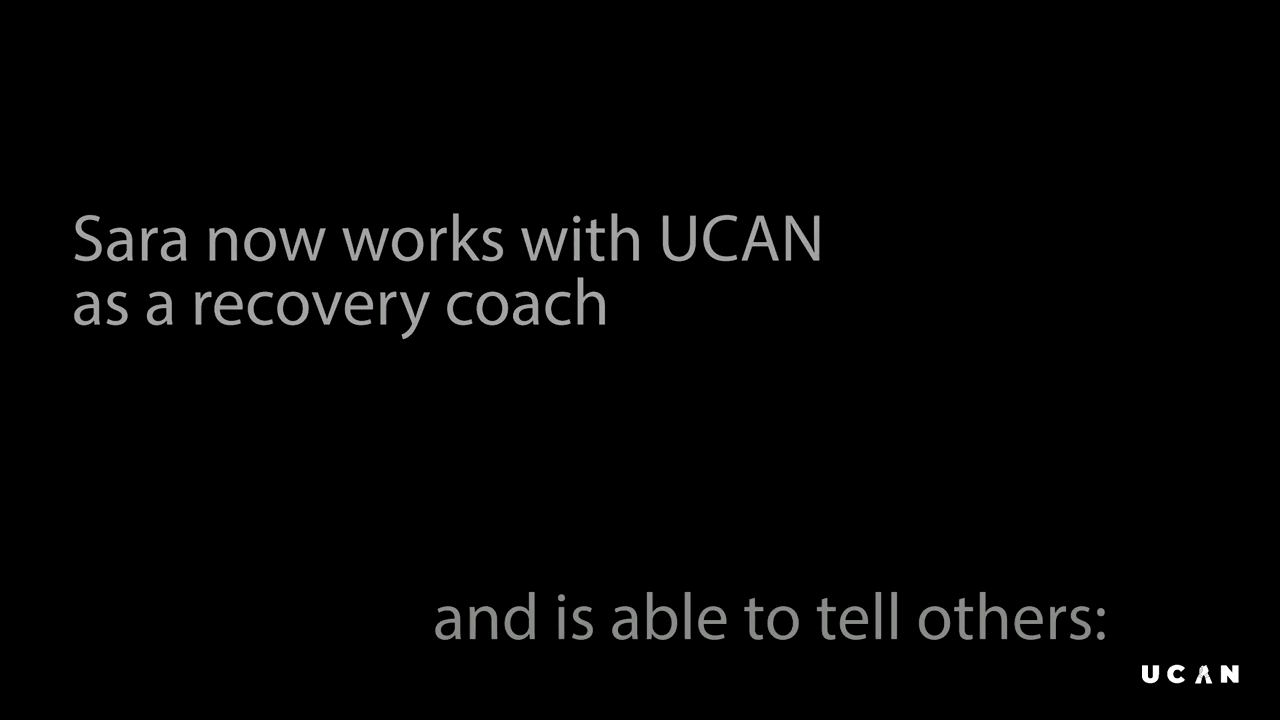 Sara now works with UCAN
as a recovery coach
and is able to tell others:
UCAN